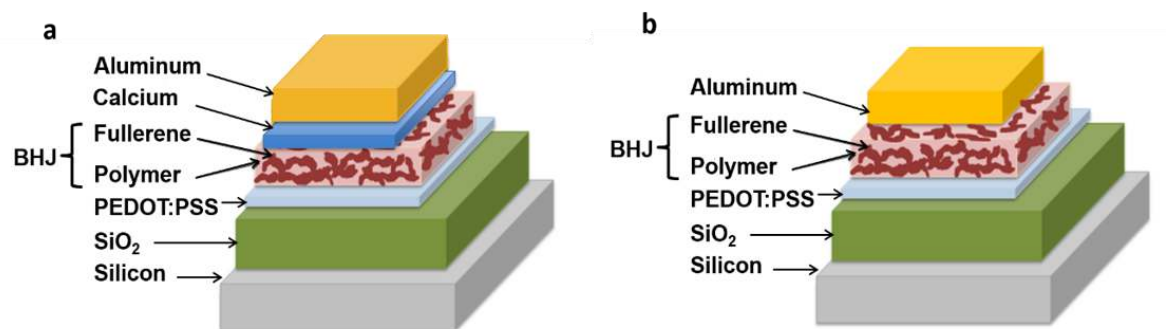 a
Aluminum
Calcium
Fullerene
BHJ
Polymer
PEDOT:PSS
SiO₂
Silicon
b
Aluminum
Fullerene
BHJ
Polymer
PEDOT:PSS
SiO₂
Silicon